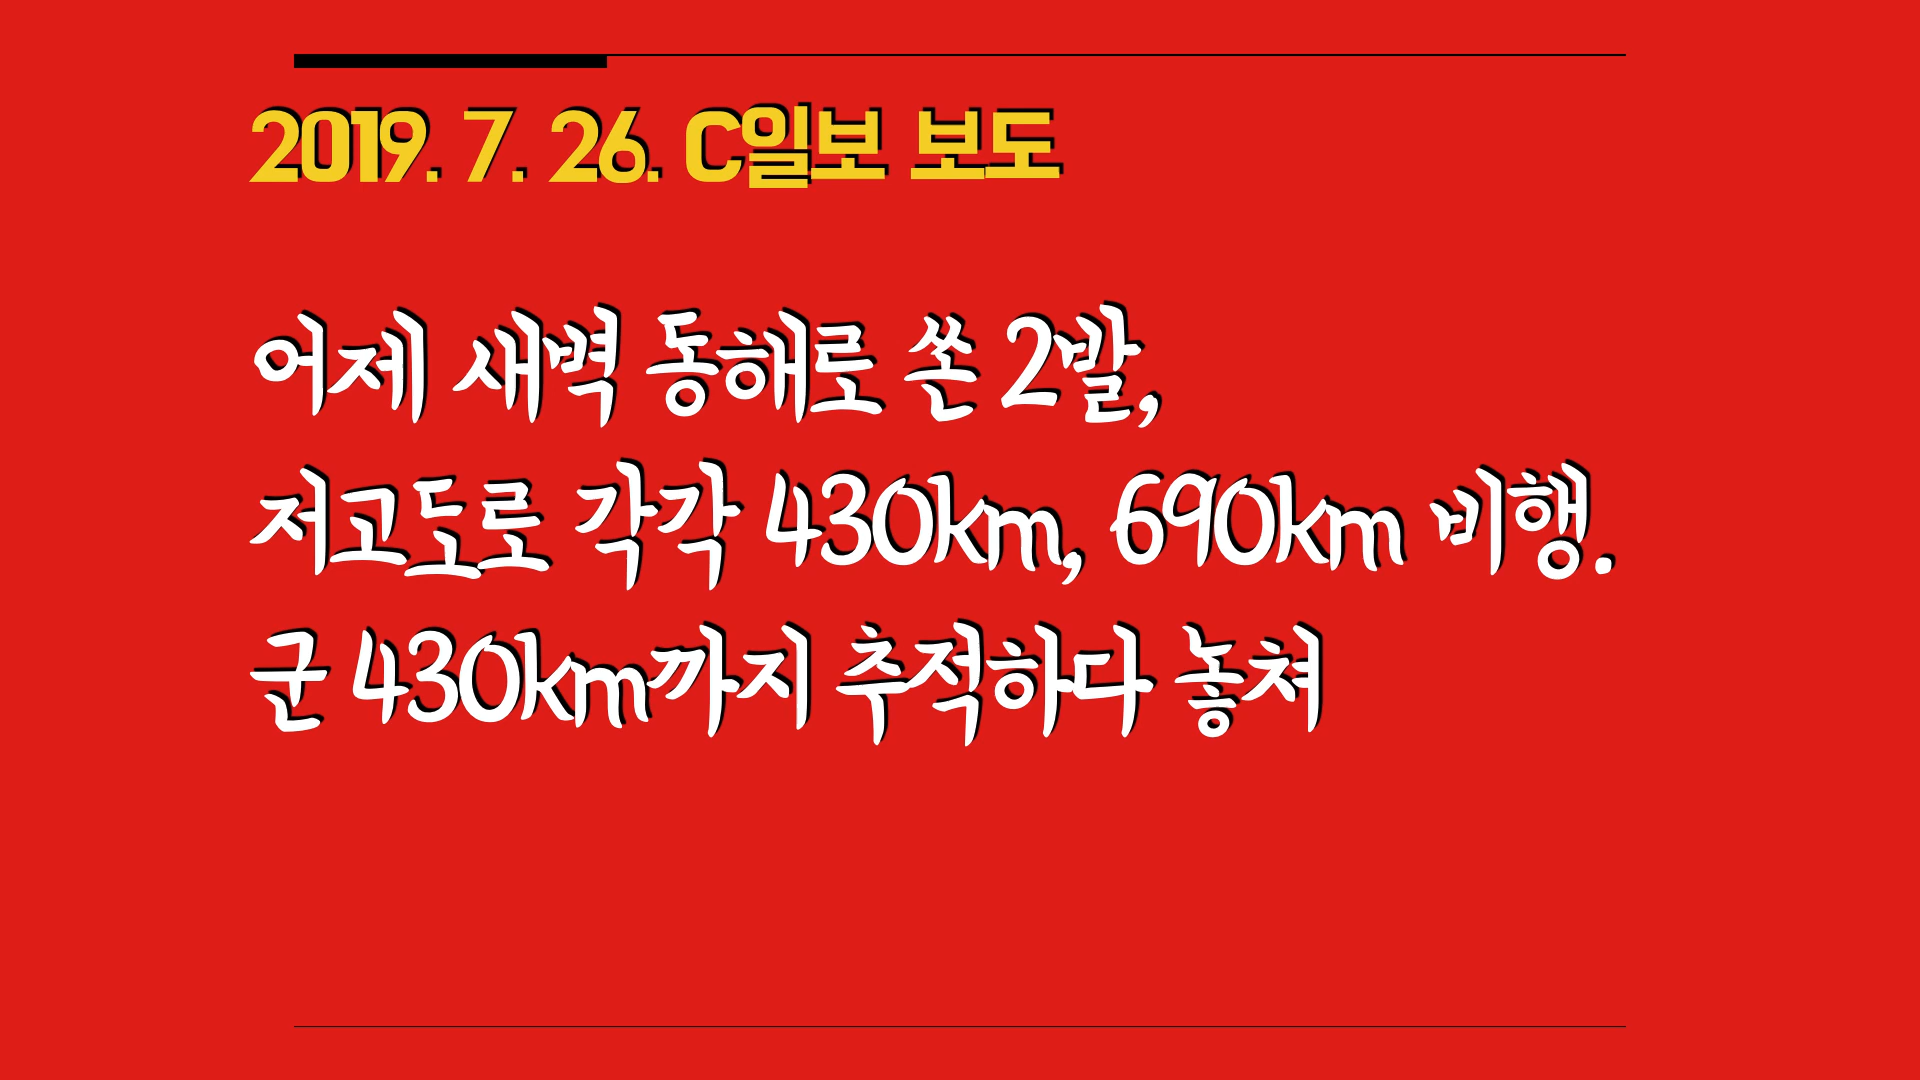 2019. 7. 26. C일보 보도
어제 새벽 동해로 쏜 2발,
저고도로 각각 430km, 690km 비행.
군 430km까지 추적하다 놓쳐